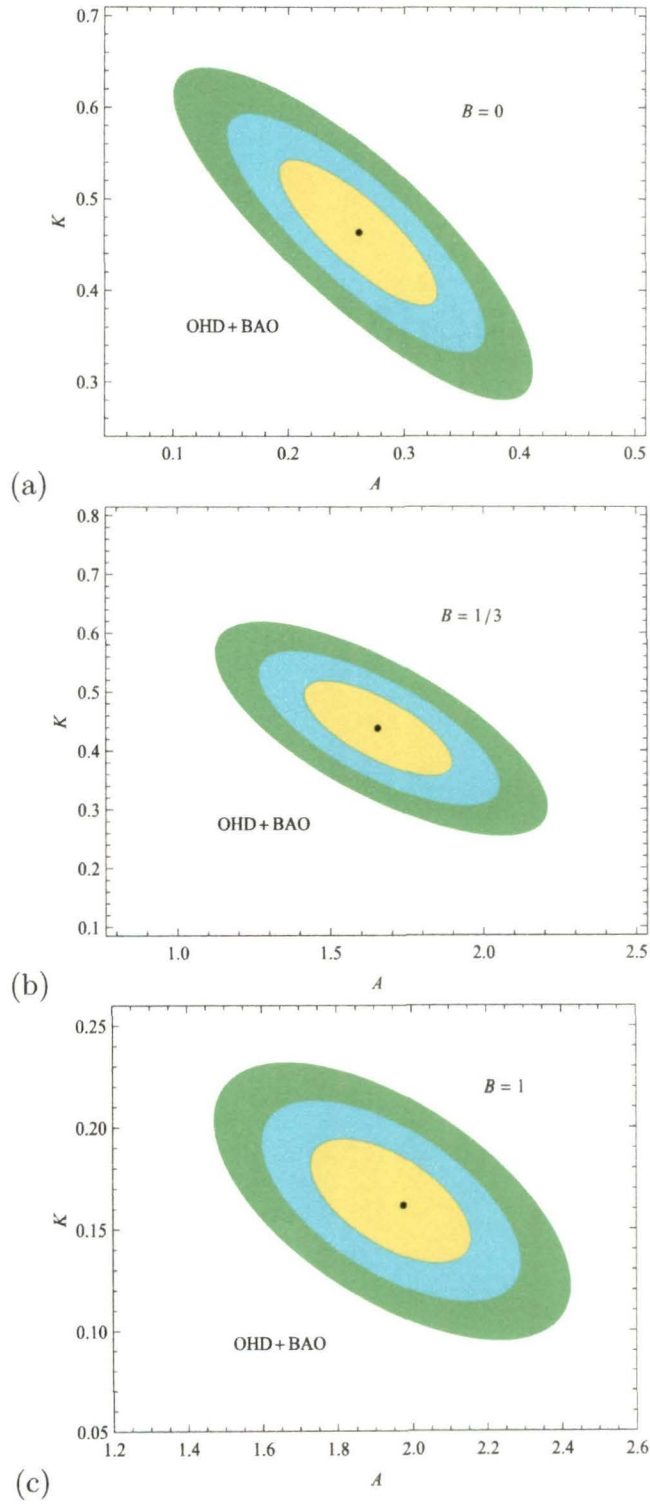 0.7
0.6
0.5
0.4
0.3
K
B = 0
OHD + BAO
0.1 0.2 0.3 0.4 0.5
A
(a)
0.8
0.7
0.6
0.5
0.4
0.3
0.2
0.1
K
B = 1/3
OHD + BAO
1.0 1.5 2.0 2.5
A
(b)
0.25
0.20
0.15
0.10
0.05
K
B = 1
OHD + BAO
1.2 1.4 1.6 1.8 2.0 2.2 2.4 2.6
A
(c)